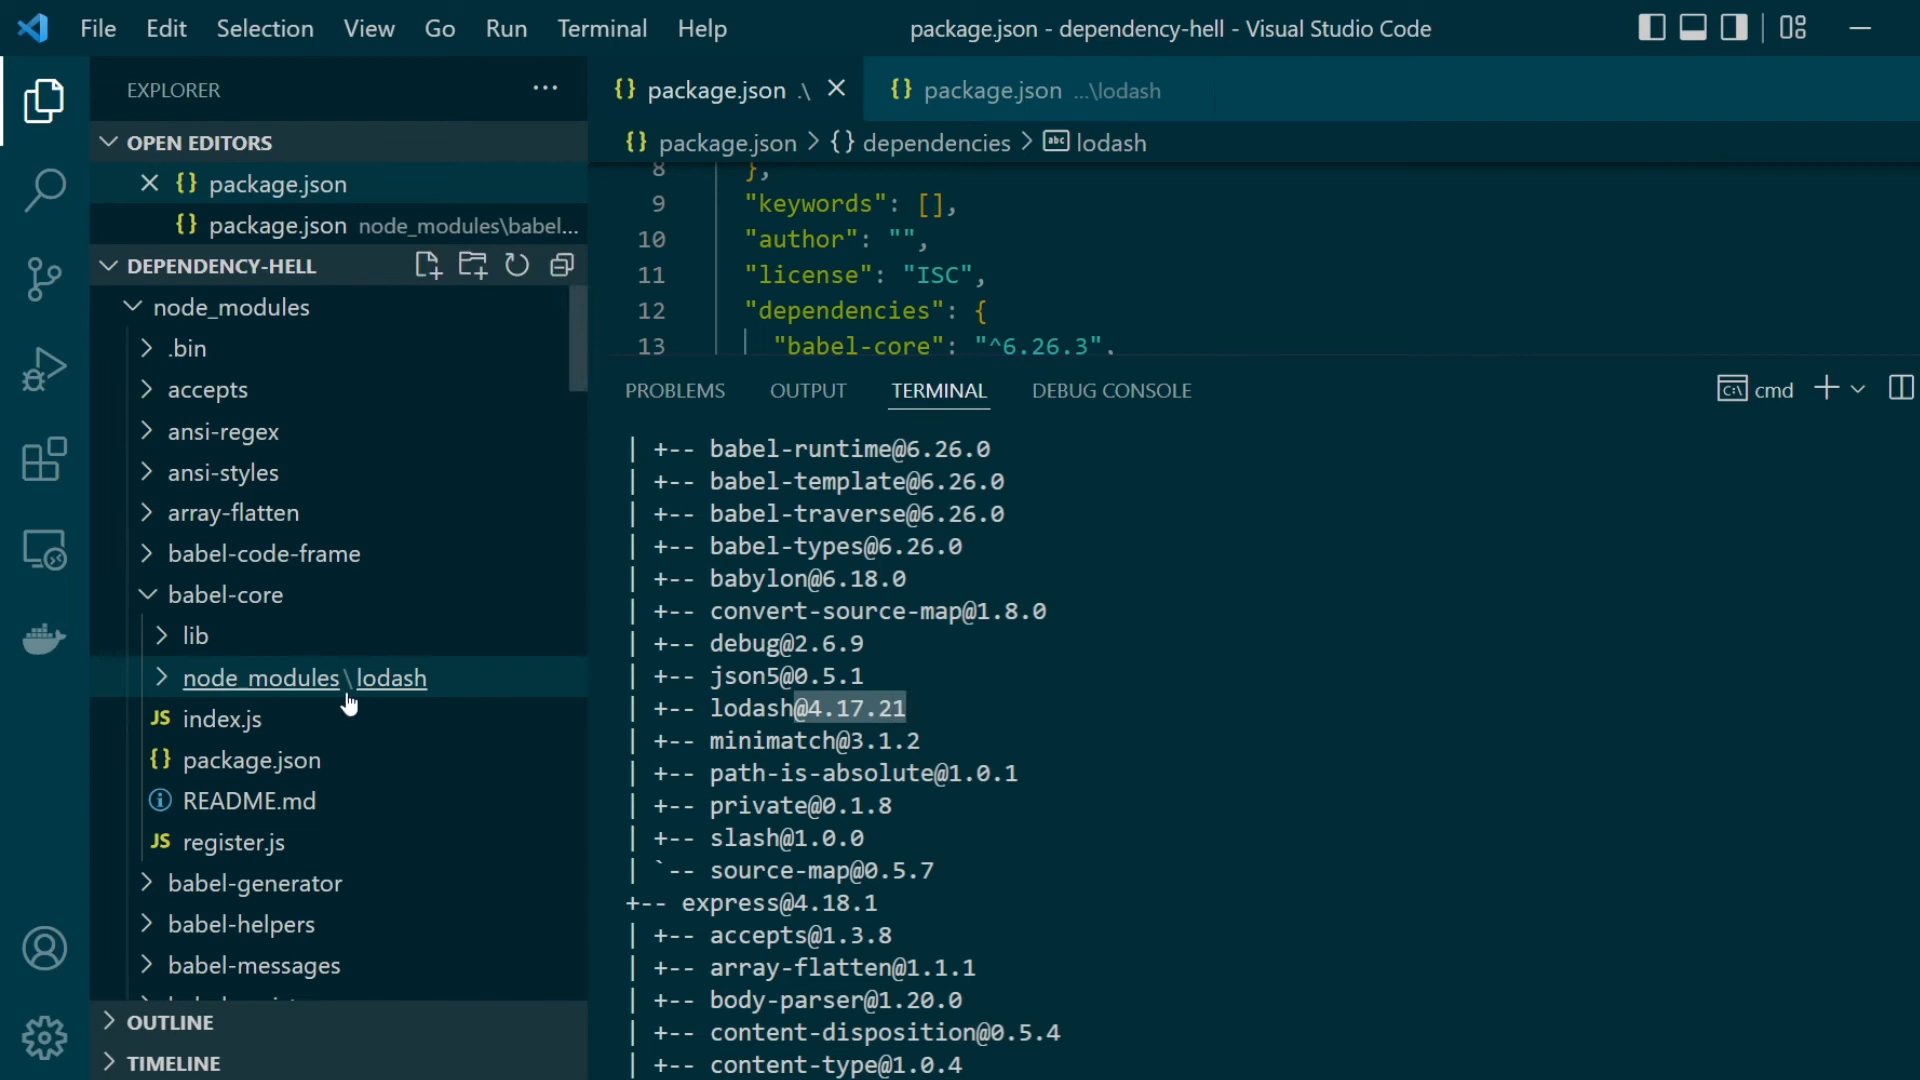 File Edit Selection View Go Run Terminal Help
package.json - dependency-hell - Visual Studio Code
EXPLORER
OPEN EDITORS
{} package.json
{} package.json node_modules\babel...
DEPENDENCY-HELL
node_modules
.bin
accepts
ansi-regex
ansi-styles
array-flatten
babel-code-frame
babel-core
lib
node_modules\lodash
JS index.js
{} package.json
README.md
JS register.js
babel-generator
babel-helpers
babel-messages
OUTLINE
TIMELINE
{} package.json .\
{} package.json ...\lodash
{} package.json > {} dependencies > abc lodash
8 },
9 "keywords": [],
10 "author": "",
11 "license": "ISC",
12 "dependencies": {
13 "babel-core": "^6.26.3",
PROBLEMS OUTPUT TERMINAL DEBUG CONSOLE
cmd
| +-- babel-runtime@6.26.0
| +-- babel-template@6.26.0
| +-- babel-traverse@6.26.0
| +-- babel-types@6.26.0
| +-- babylon@6.18.0
| +-- convert-source-map@1.8.0
| +-- debug@2.6.9
| +-- json5@0.5.1
| +-- lodash@4.17.21
| +-- minimatch@3.1.2
| +-- path-is-absolute@1.0.1
| +-- private@0.1.8
| +-- slash@1.0.0
| `-- source-map@0.5.7
+-- express@4.18.1
| +-- accepts@1.3.8
| +-- array-flatten@1.1.1
| +-- body-parser@1.20.0
| +-- content-disposition@0.5.4
| +-- content-type@1.0.4